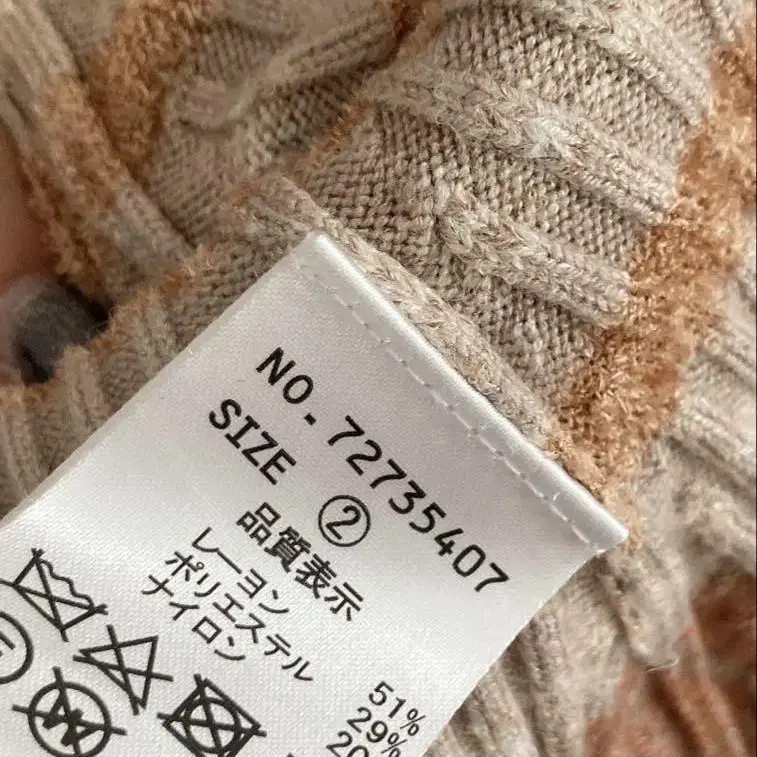 NO. 72735407
SIZE ②
品質表示
レーヨン 51%
ポリエステル 29%
ナイロン 20%